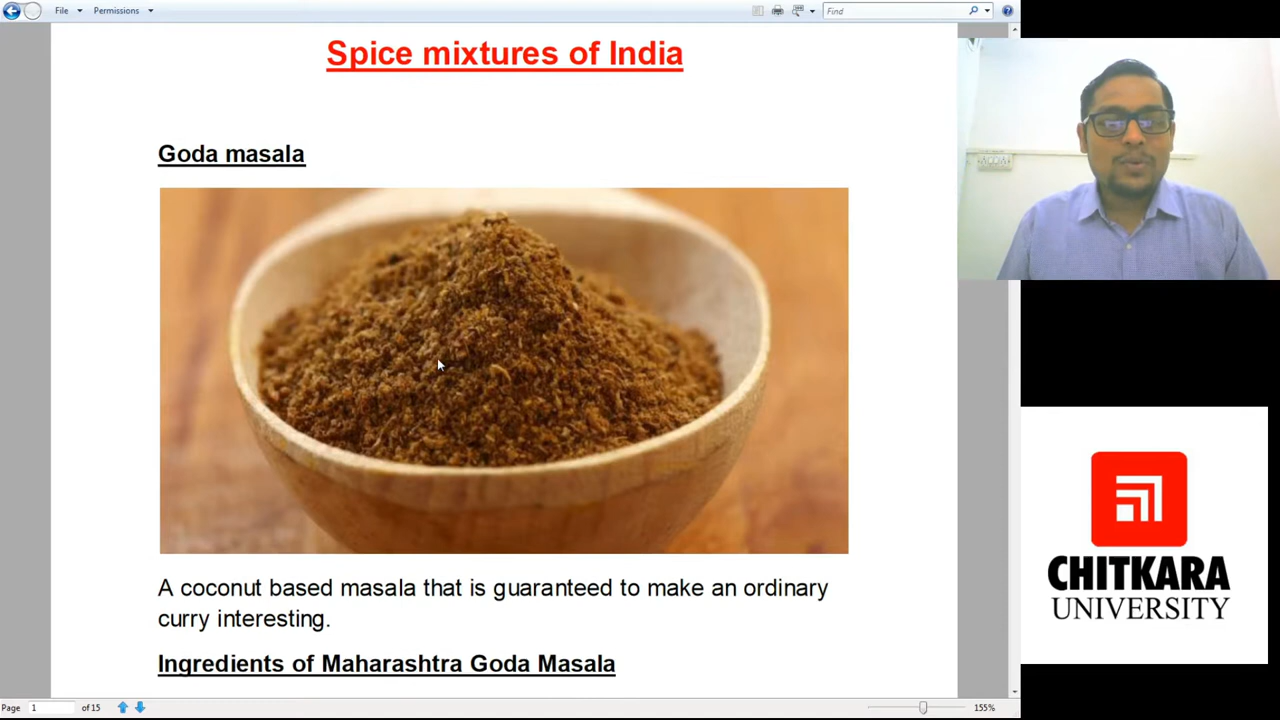 File
Permissions
Find
Spice mixtures of India
Goda masala
A coconut based masala that is guaranteed to make an ordinary
curry interesting.
Ingredients of Maharashtra Goda Masala
Page 1 of 15
155%
CHITKARA
UNIVERSITY